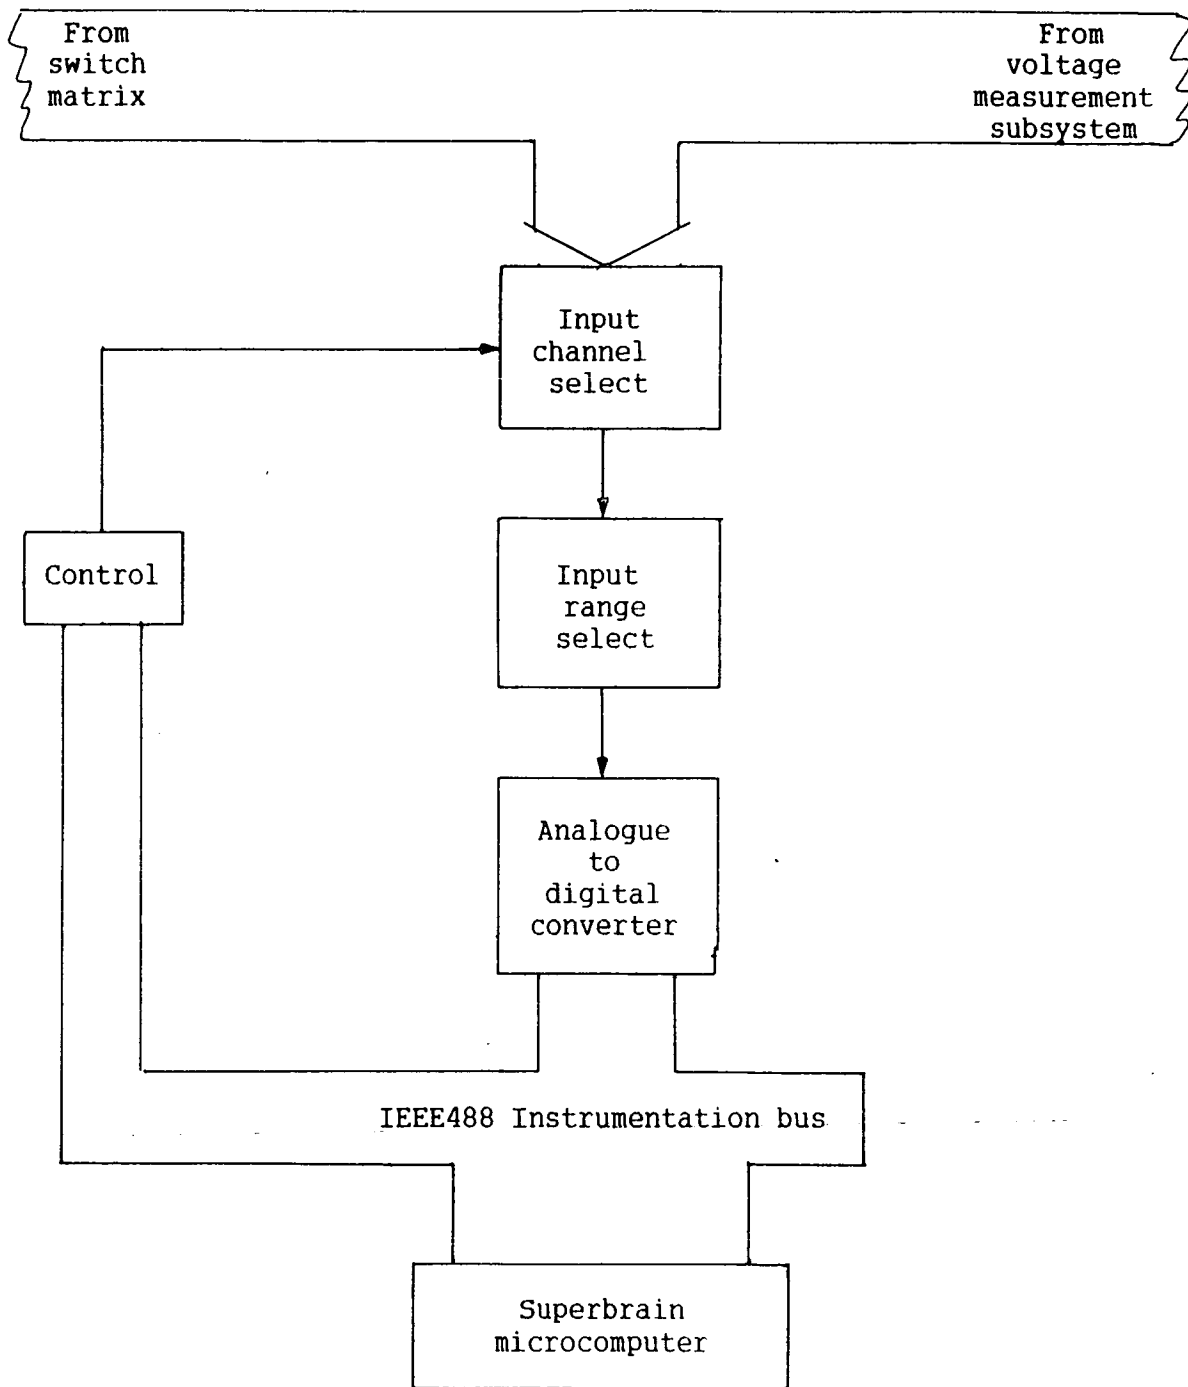 From
switch
matrix
From
voltage
measurement
subsystem
Input
channel
select
Control
Input
range
select
Analogue
to
digital
converter
IEEE488 Instrumentation bus
Superbrain
microcomputer